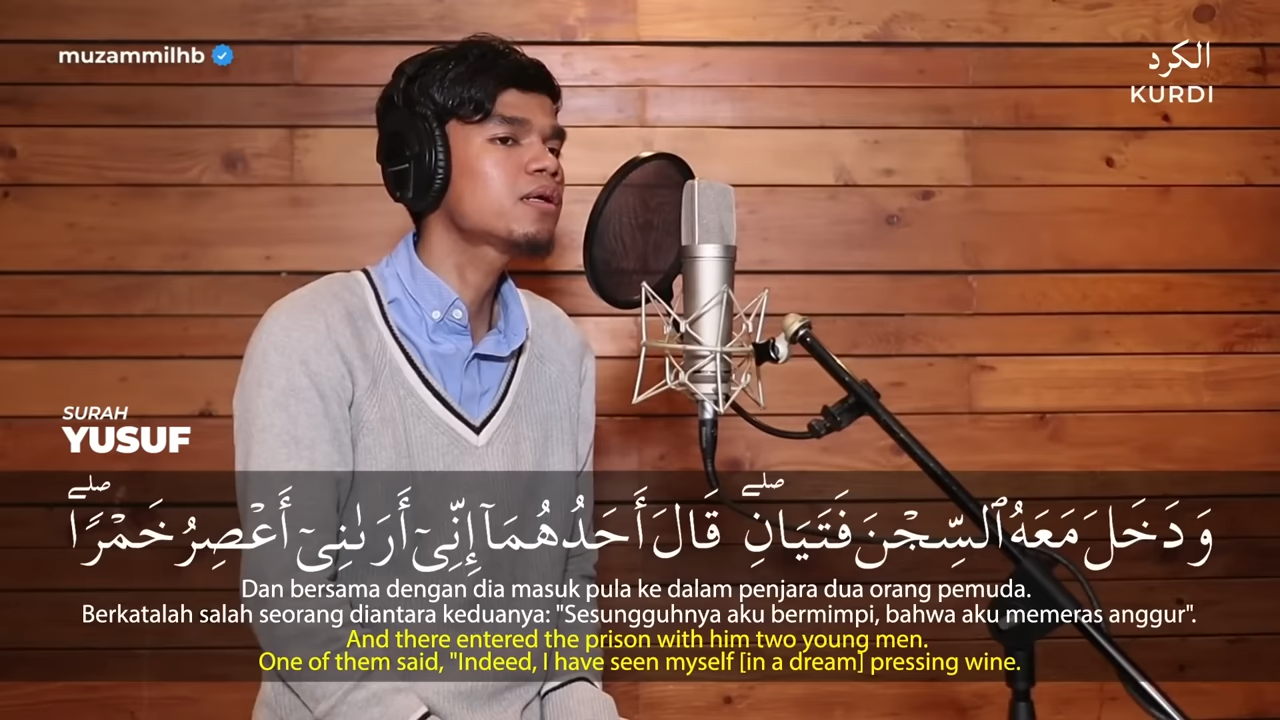 muzammilhb
الكرد
KURDI
SURAH
YUSUF
وَدَخَلَ مَعَهُ ٱلسِّجْنَ فَتَيَانِ ۖ قَالَ أَحَدُهُمَآ إِنِّىٓ أَرَىٰنِىٓ أَعْصِرُ خَمْرًا ۖ
Dan bersama dengan dia masuk pula ke dalam penjara dua orang pemuda.
Berkatalah salah seorang diantara keduanya: "Sesungguhnya aku bermimpi, bahwa aku memeras anggur".
And there entered the prison with him two young men.
One of them said, "Indeed, I have seen myself [in a dream] pressing wine.